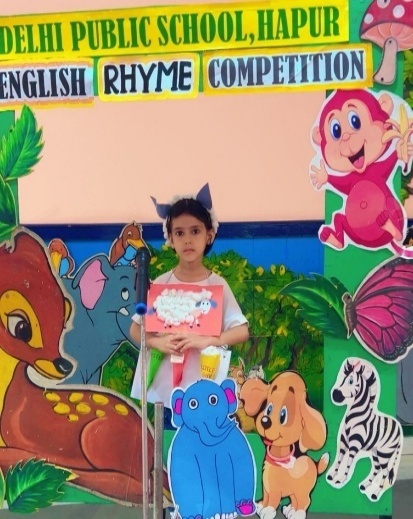 DELHI PUBLIC SCHOOL, HAPUR
ENGLISH RHYME COMPETITION